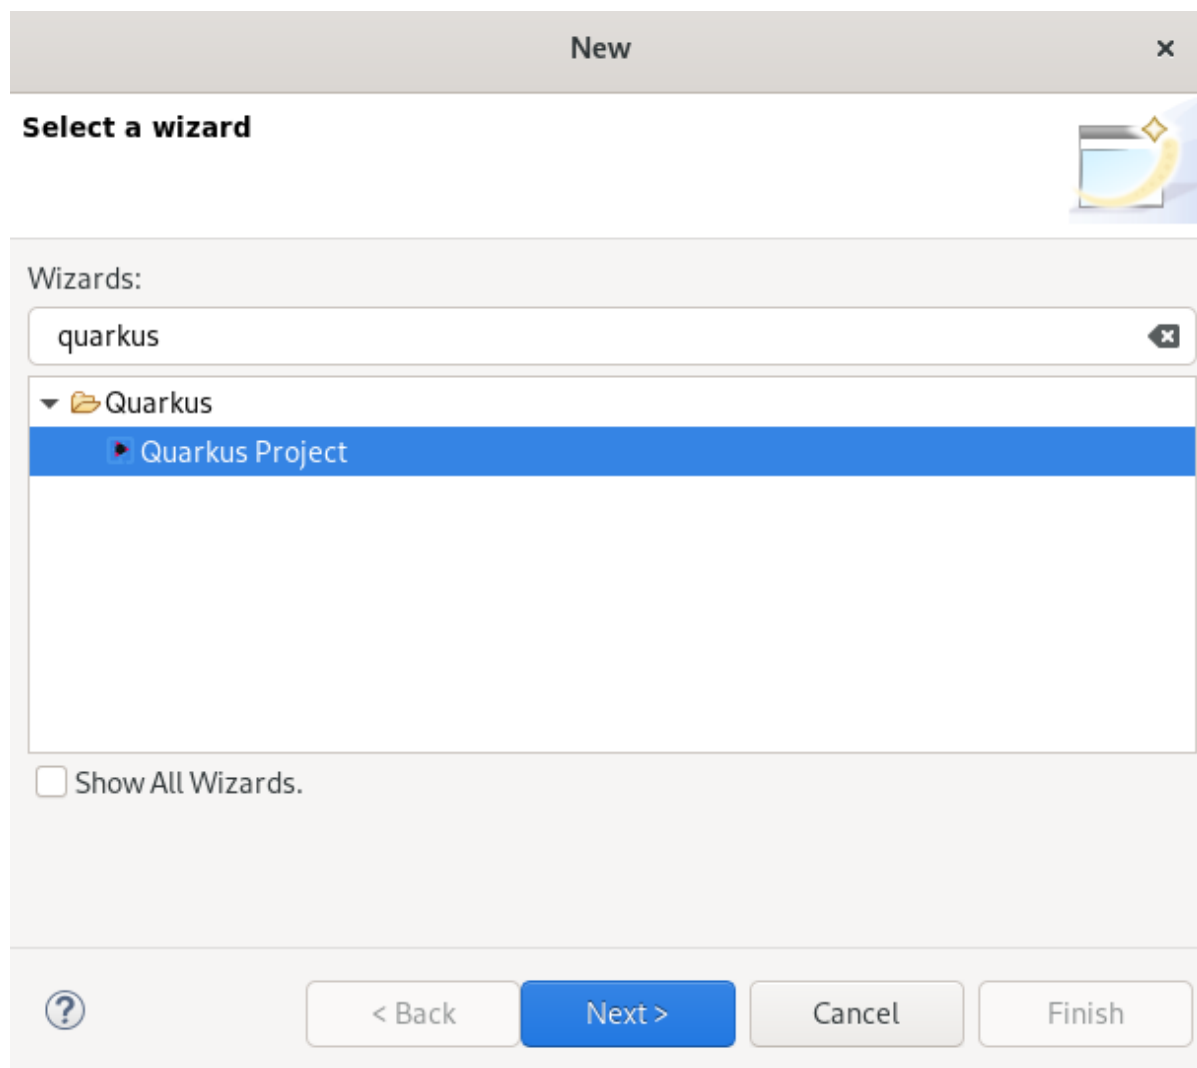 New
Select a wizard
Wizards:
quarkus
Quarkus
Quarkus Project
Show All Wizards.
?
< Back
Next >
Cancel
Finish